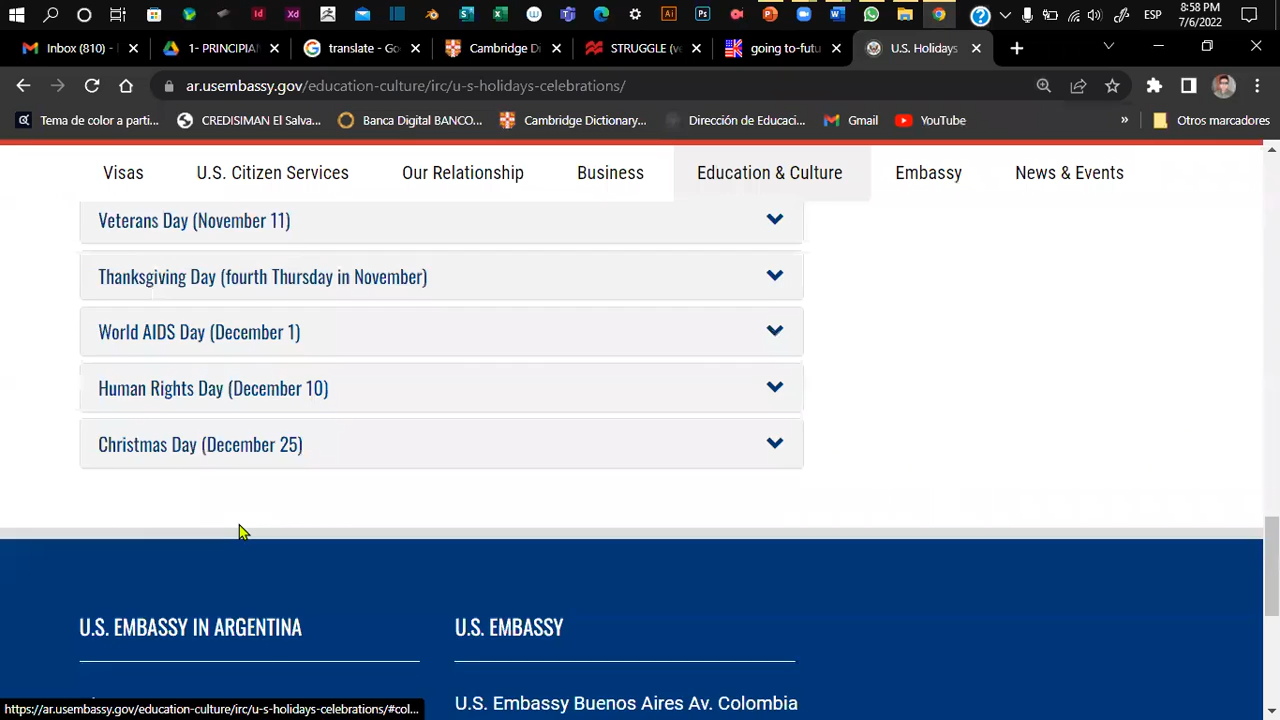 8:58 PM
ESP
7/6/2022
Inbox (810) -
1- PRINCIPIAN
translate - Go
Cambridge D
STRUGGLE (ve
going to-futu
U.S. Holidays
ar.usembassy.gov/education-culture/irc/u-s-holidays-celebrations/
Tema de color a parti...
CREDISIMAN El Salva...
Banca Digital BANCO...
Cambridge Dictionary...
Dirección de Educaci...
Gmail
YouTube
»
Otros marcadores
Visas
U.S. Citizen Services
Our Relationship
Business
Education & Culture
Embassy
News & Events
Veterans Day (November 11)
Thanksgiving Day (fourth Thursday in November)
World AIDS Day (December 1)
Human Rights Day (December 10)
Christmas Day (December 25)
U.S. EMBASSY IN ARGENTINA
U.S. EMBASSY
U.S. Embassy Buenos Aires Av. Colombia
https://ar.usembassy.gov/education-culture/irc/u-s-holidays-celebrations/#col...